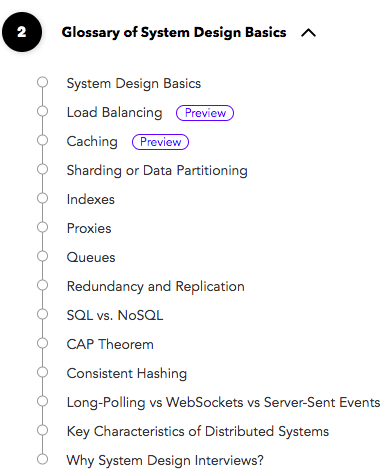 2
Glossary of System Design Basics
System Design Basics
Load Balancing Preview
Caching Preview
Sharding or Data Partitioning
Indexes
Proxies
Queues
Redundancy and Replication
SQL vs. NoSQL
CAP Theorem
Consistent Hashing
Long-Polling vs WebSockets vs Server-Sent Events
Key Characteristics of Distributed Systems
Why System Design Interviews?